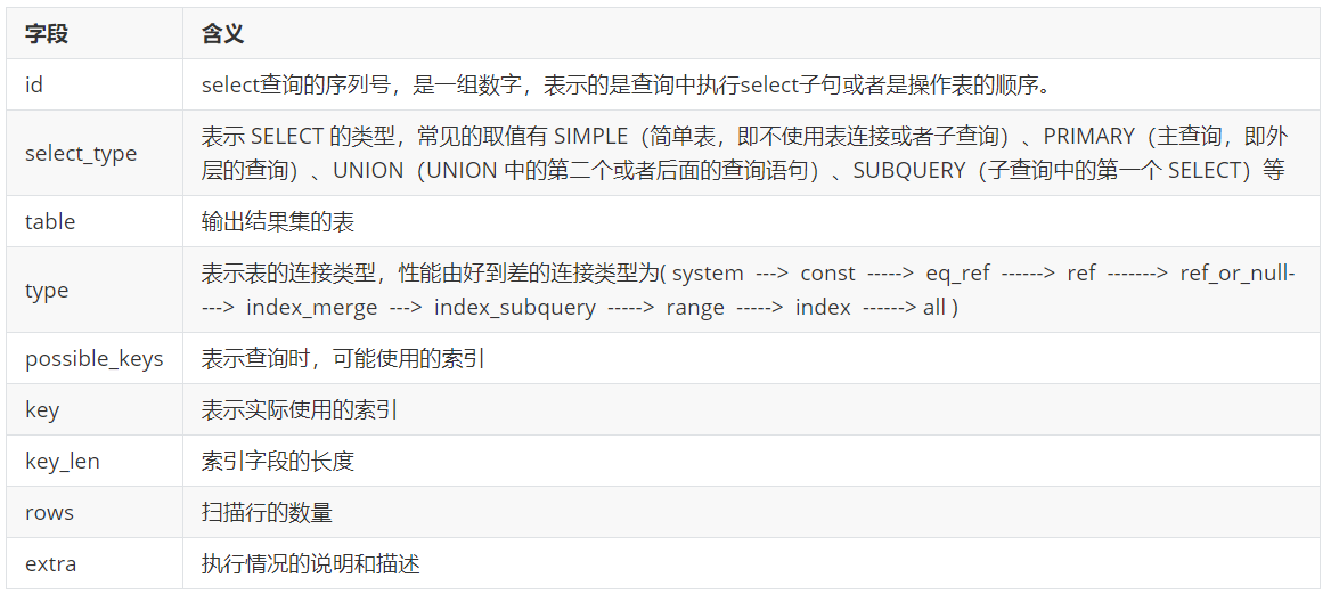 字段 含义
id select查询的序列号，是一组数字，表示的是查询中执行select子句或者是操作表的顺序。
select_type 表示 SELECT 的类型，常见的取值有 SIMPLE（简单表，即不使用表连接或者子查询）、PRIMARY（主查询，即外
层的查询）、UNION（UNION 中的第二个或者后面的查询语句）、SUBQUERY（子查询中的第一个 SELECT）等
table 输出结果集的表
type 表示表的连接类型，性能由好到差的连接类型为( system ---> const -----> eq_ref ------> ref -------> ref_or_null-
---> index_merge ---> index_subquery -----> range -----> index ------> all )
possible_keys 表示查询时，可能使用的索引
key 表示实际使用的索引
key_len 索引字段的长度
rows 扫描行的数量
extra 执行情况的说明和描述